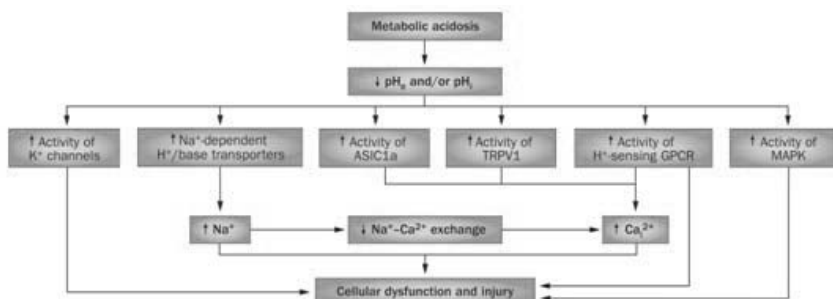 Metabolic acidosis
↓ pHₒ and/or pHᵢ
↑ Activity of
K⁺ channels
↑ Na⁺-dependent
H⁺/base transporters
↑ Activity of
ASIC1a
↑ Activity of
TRPV1
↑ Activity of
H⁺-sensing GPCR
↑ Activity of
MAPK
↑ Na⁺
↓ Na⁺–Ca²⁺ exchange
↑ Caᵢ²⁺
Cellular dysfunction and injury